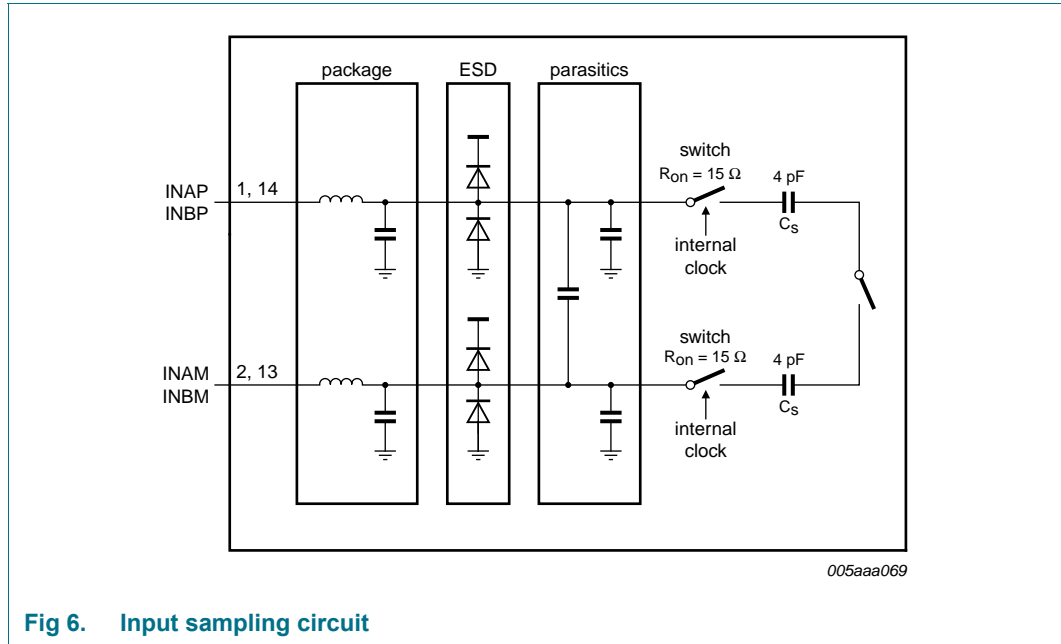 package
ESD
parasitics
switch
Ron = 15 Ω
4 pF
INAP
INBP
1, 14
internal
clock
CS
switch
Ron = 15 Ω
4 pF
INAM
INBM
2, 13
internal
clock
CS
005aaa069
Fig 6. Input sampling circuit